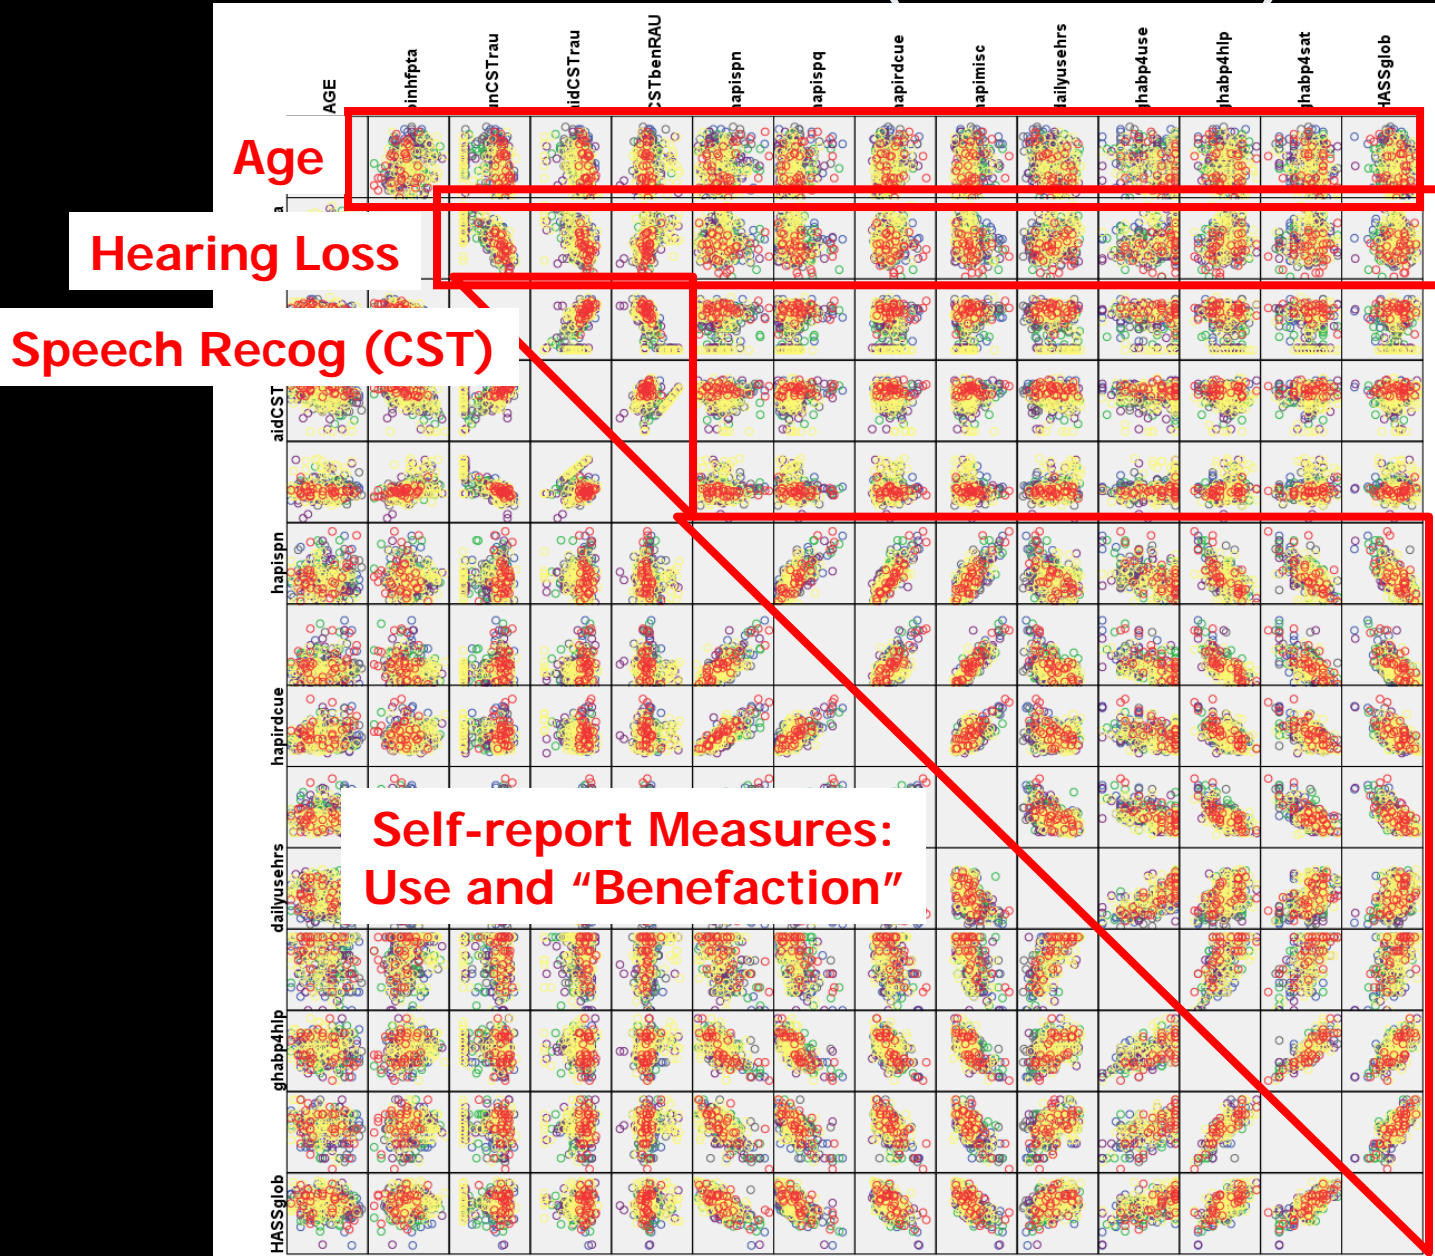 AGE
binhfpta
unCSTrau
aidCSTrau
CSTbenRAU
hapispn
hapispq
hapirdcue
hapimisc
dailyusehrs
ghabp4use
ghabp4hlp
ghabp4sat
HASSglob
Age
a
Hearing Loss
Speech Recog (CST)
aidCST
hapispn
hapirdcue
Self-report Measures:
Use and “Benefaction”
dailyusehrs
ghabp4hlp
HASSglob